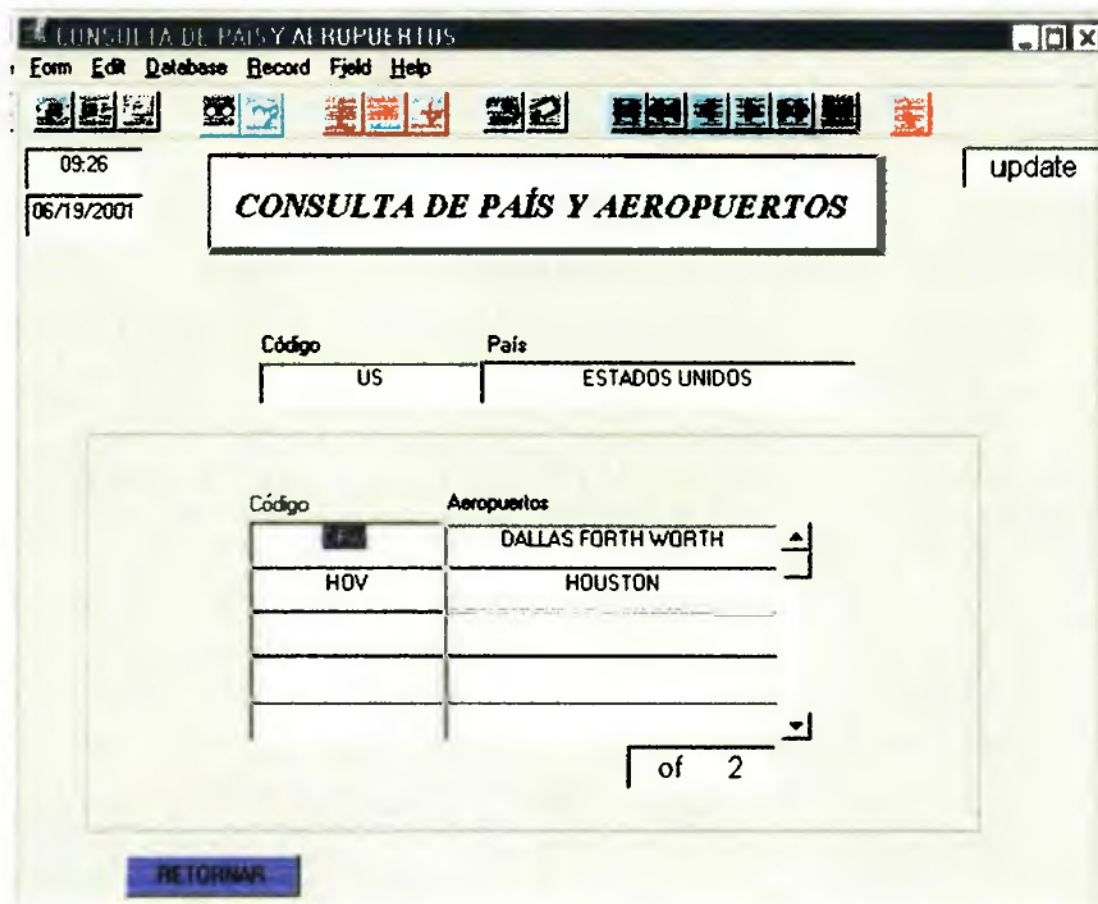 CONSULTA DE PAIS Y AEROPUERTOS
Form Edit Database Record Field Help
09:26
update
06/19/2001
CONSULTA DE PAÍS Y AEROPUERTOS
Código País
US ESTADOS UNIDOS
Código Aeropuertos
DALLAS FORTH WORTH
HOV HOUSTON
of 2
RETORNAR